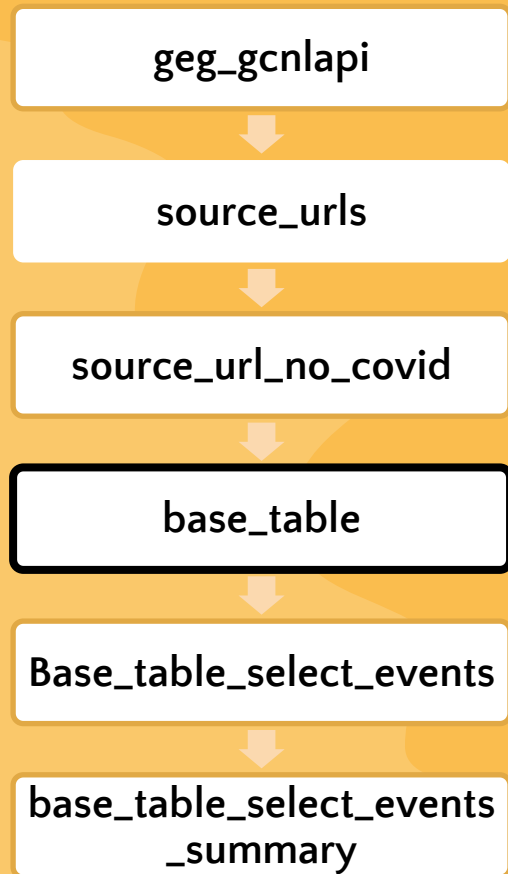 geg_gcnlapi
source_urls
source_url_no_covid
base_table
Base_table_select_events
base_table_select_events
_summary